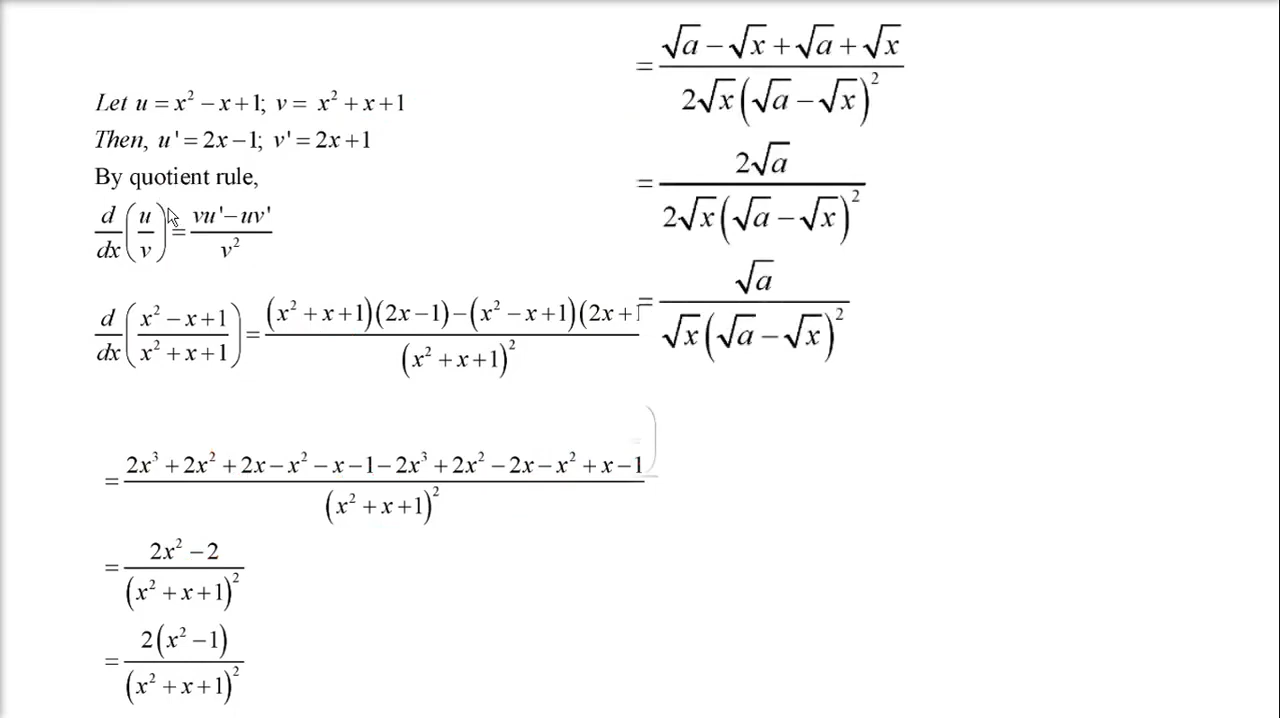 Let u = x² − x + 1; v = x² + x + 1
Then, u' = 2x − 1; v' = 2x + 1
By quotient rule,
d/dx (u/v) = (vu' − uv')/v²
d/dx ((x² − x + 1)/(x² + x + 1)) = ((x² + x + 1)(2x − 1) − (x² − x + 1)(2x + 1)/(x² + x + 1)²
= (2x³ + 2x² + 2x − x² − x − 1 − 2x³ + 2x² − 2x − x² + x − 1)/(x² + x + 1)²
= (2x² − 2)/(x² + x + 1)²
= 2(x² − 1)/(x² + x + 1)²
= (√a − √x + √a + √x)/(2√x(√a − √x)²)
= 2√a/(2√x(√a − √x)²)
= √a/(√x(√a − √x)²)